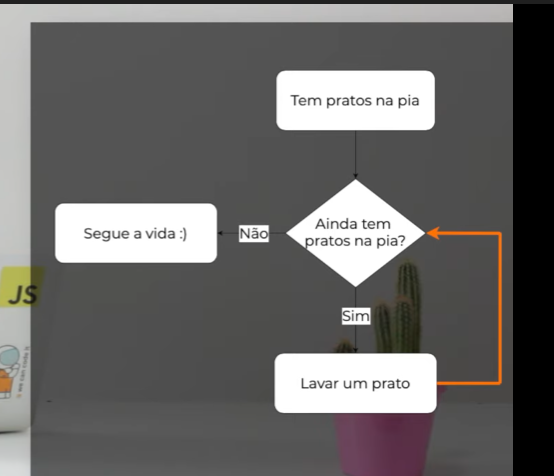 Tem pratos na pia
Ainda tem
pratos na pia?
Não
Segue a vida :)
Sim
Lavar um prato
JS